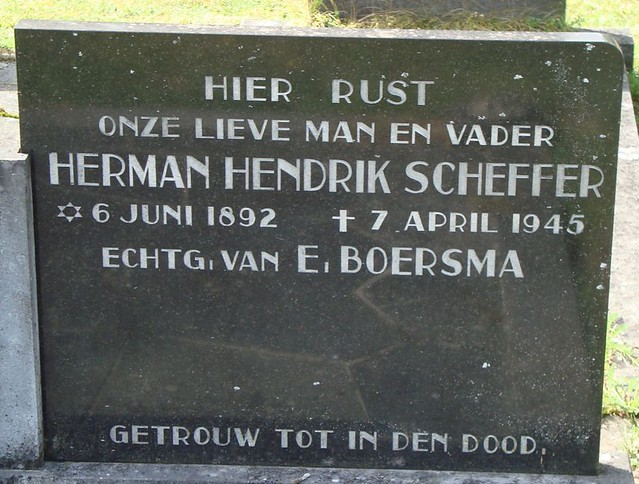 HIER RUST
ONZE LIEVE MAN EN VADER
HERMAN HENDRIK SCHEFFER
✡ 6 JUNI 1892 ✝ 7 APRIL 1945
ECHTG. VAN E. BOERSMA
GETROUW TOT IN DEN DOOD.